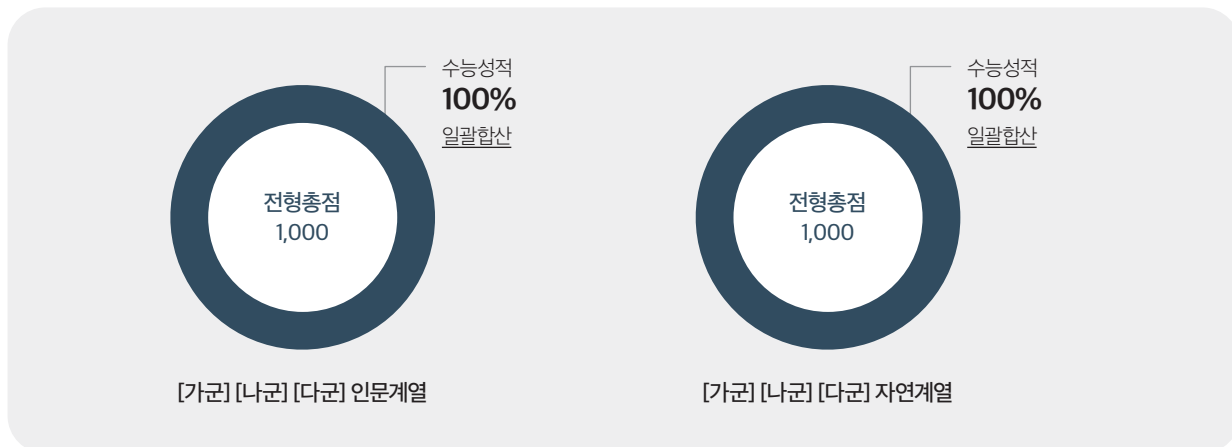 수능성적
100%
일괄합산
전형총점
1,000
[가군] [나군] [다군] 인문계열
수능성적
100%
일괄합산
전형총점
1,000
[가군] [나군] [다군] 자연계열